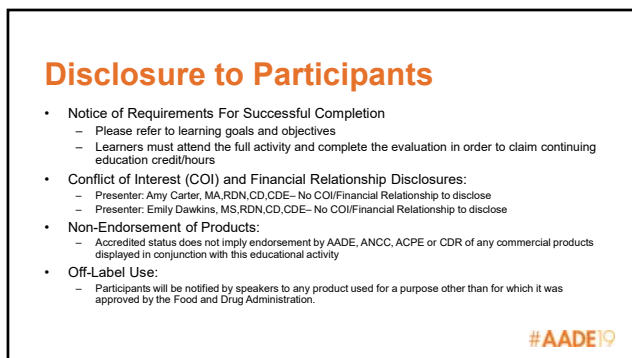 Disclosure to Participants
• Notice of Requirements For Successful Completion
– Please refer to learning goals and objectives
– Learners must attend the full activity and complete the evaluation in order to claim continuing
education credit/hours
• Conflict of Interest (COI) and Financial Relationship Disclosures:
– Presenter: Amy Carter, MA,RDN,CD,CDE– No COI/Financial Relationship to disclose
– Presenter: Emily Dawkins, MS,RDN,CD,CDE– No COI/Financial Relationship to disclose
• Non-Endorsement of Products:
– Accredited status does not imply endorsement by AADE, ANCC, ACPE or CDR of any commercial products
displayed in conjunction with this educational activity
• Off-Label Use:
– Participants will be notified by speakers to any product used for a purpose other than for which it was
approved by the Food and Drug Administration.
#AADE19